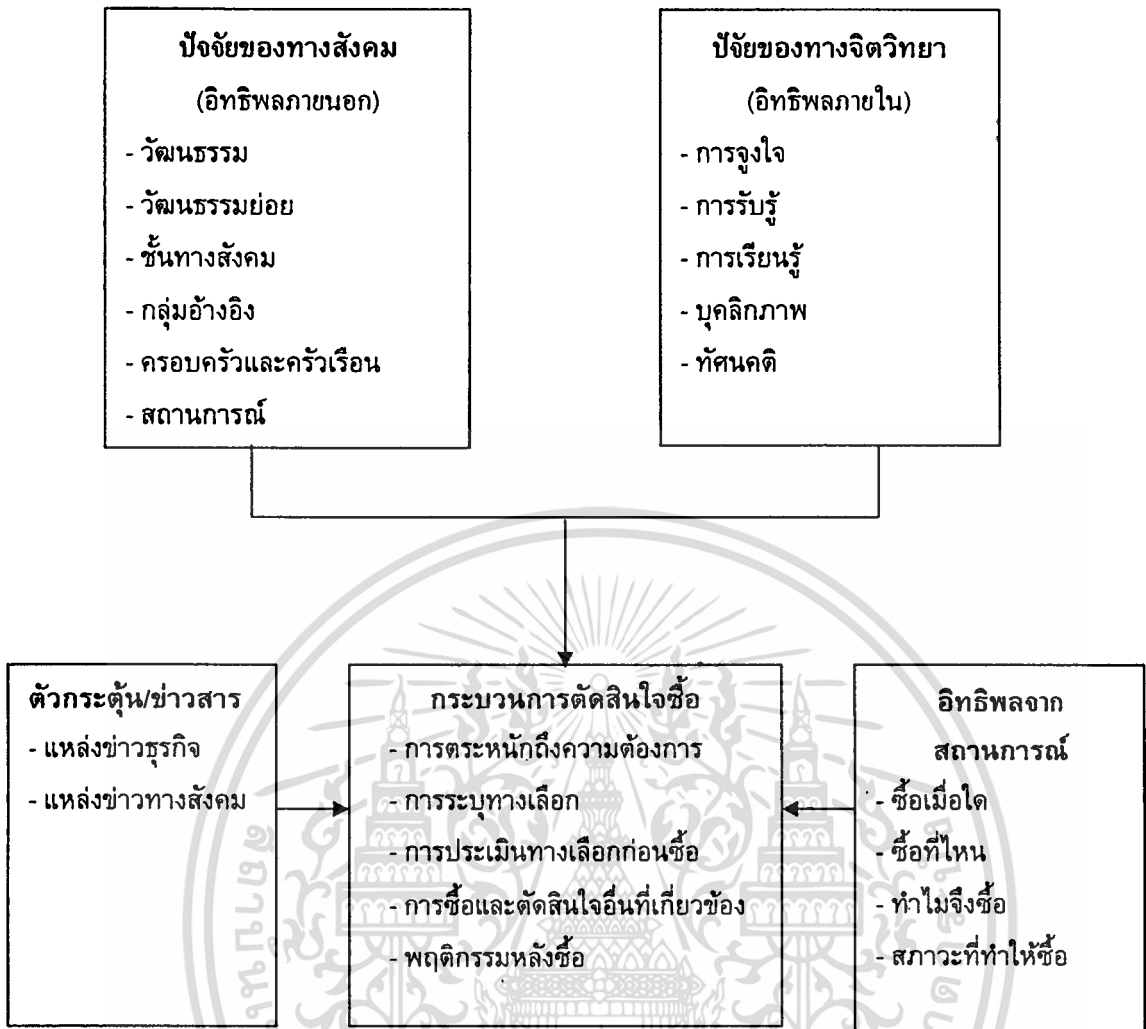 ปัจจัยของทางสังคม
(อิทธิพลภายนอก)
- วัฒนธรรม
- วัฒนธรรมย่อย
- ชั้นทางสังคม
- กลุ่มอ้างอิง
- ครอบครัวและครัวเรือน
- สถานการณ์
ปัจัยของทางจิตวิทยา
(อิทธิพลภายใน)
- การจูงใจ
- การรับรู้
- การเรียนรู้
- บุคลิกภาพ
- ทัศนคติ
ตัวกระตุ้น/ข่าวสาร
- แหล่งข่าวธุรกิจ
- แหล่งข่าวทางสังคม
กระบวนการตัดสินใจซื้อ
- การตระหนักถึงความต้องการ
- การระบุทางเลือก
- การประเมินทางเลือกก่อนซื้อ
- การซื้อและตัดสินใจอื่นที่เกี่ยวข้อง
- พฤติกรรมหลังซื้อ
อิทธิพลจาก
สถานการณ์
- ซื้อเมื่อใด
- ซื้อที่ไหน
- ทำไมจึงซื้อ
- สภาวะที่ทำให้ซื้อ